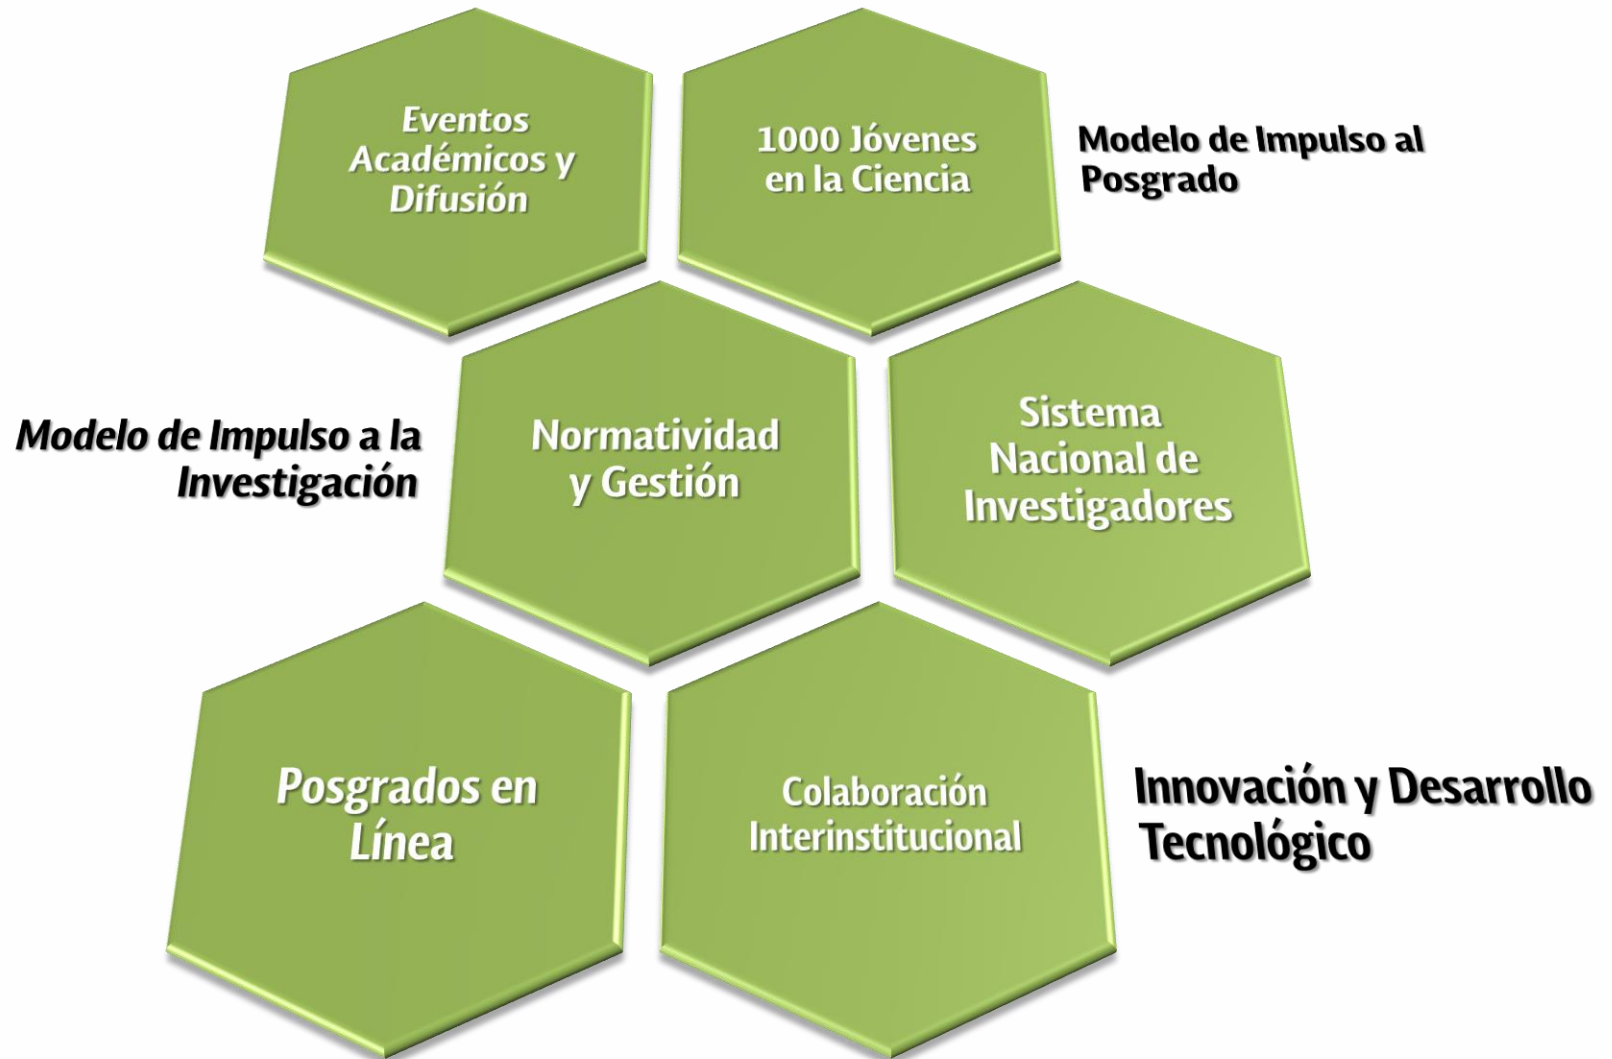 Eventos
Académicos y
Difusión
1000 Jóvenes
en la Ciencia
Modelo de Impulso al
Posgrado
Modelo de Impulso a la
Investigación
Normatividad
y Gestión
Sistema
Nacional de
Investigadores
Posgrados en
Línea
Colaboración
Interinstitucional
Innovación y Desarrollo
Tecnológico